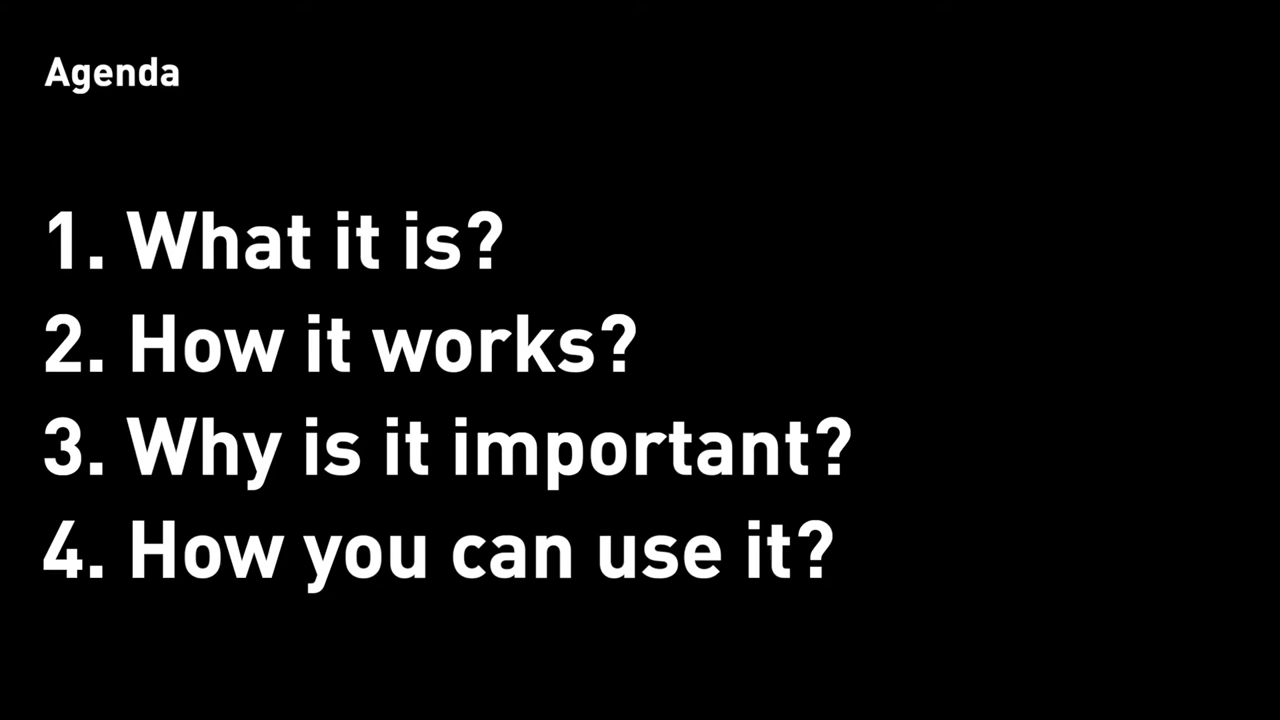 Agenda
1. What it is?
2. How it works?
3. Why is it important?
4. How you can use it?